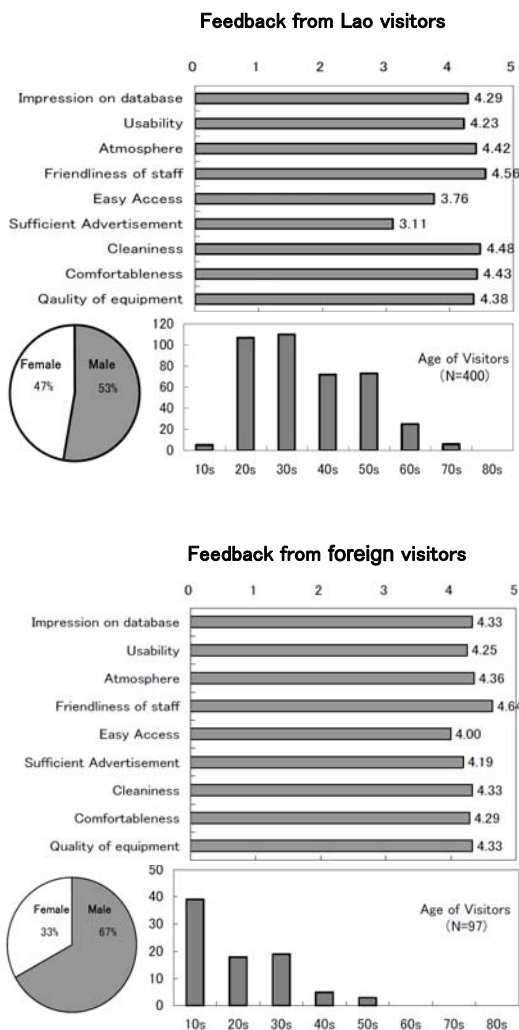 Feedback from Lao visitors
0 1 2 3 4 5
Impression on database 4.29
Usability 4.23
Atmosphere 4.42
Friendliness of staff 4.56
Easy Access 3.76
Sufficient Advertisement 3.11
Cleaniness 4.48
Comfortableness 4.43
Qaulity of equipment 4.38
Female Male
47% 53%
Age of Visitors
(N=400)
120
100
80
60
40
20
0
10s 20s 30s 40s 50s 60s 70s 80s
Feedback from foreign visitors
0 1 2 3 4 5
Impression on database 4.33
Usability 4.25
Atmosphere 4.36
Friendliness of staff 4.64
Easy Access 4.00
Sufficient Advertisement 4.19
Cleaniness 4.33
Comfortableness 4.29
Quality of equipment 4.33
Female Male
33% 67%
Age of Visitors
(N=97)
50
40
30
20
10
0
10s 20s 30s 40s 50s 60s 70s 80s